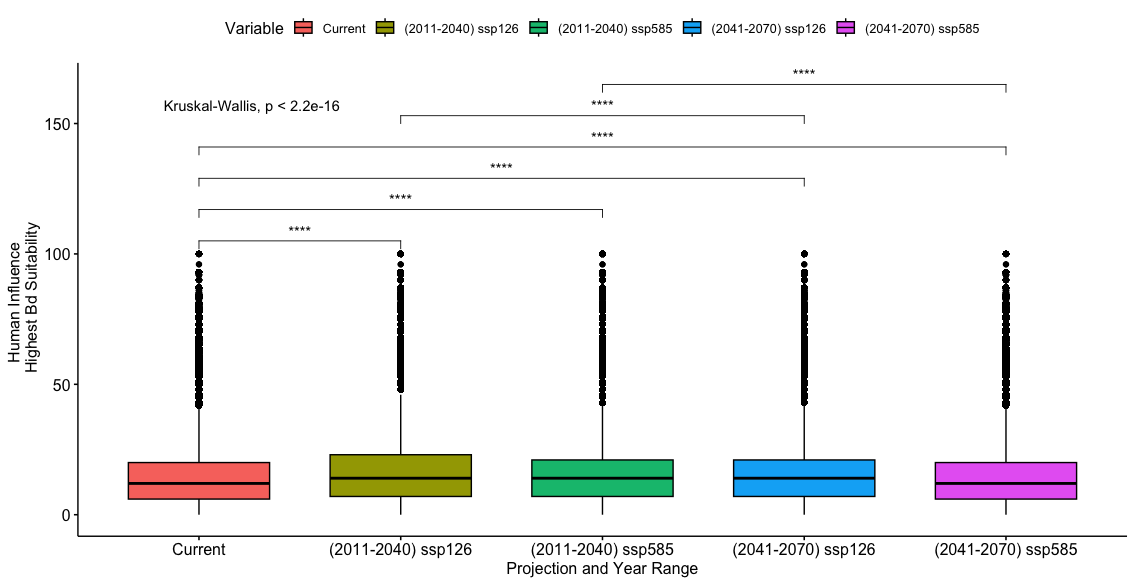 Variable Current (2011-2040) ssp126 (2011-2040) ssp585 (2041-2070) ssp126 (2041-2070) ssp585
****
Kruskal-Wallis, p < 2.2e-16
****
150
****
****
****
****
100
50
0
Human Influence
Highest Bd Suitability
Current (2011-2040) ssp126 (2011-2040) ssp585 (2041-2070) ssp126 (2041-2070) ssp585
Projection and Year Range